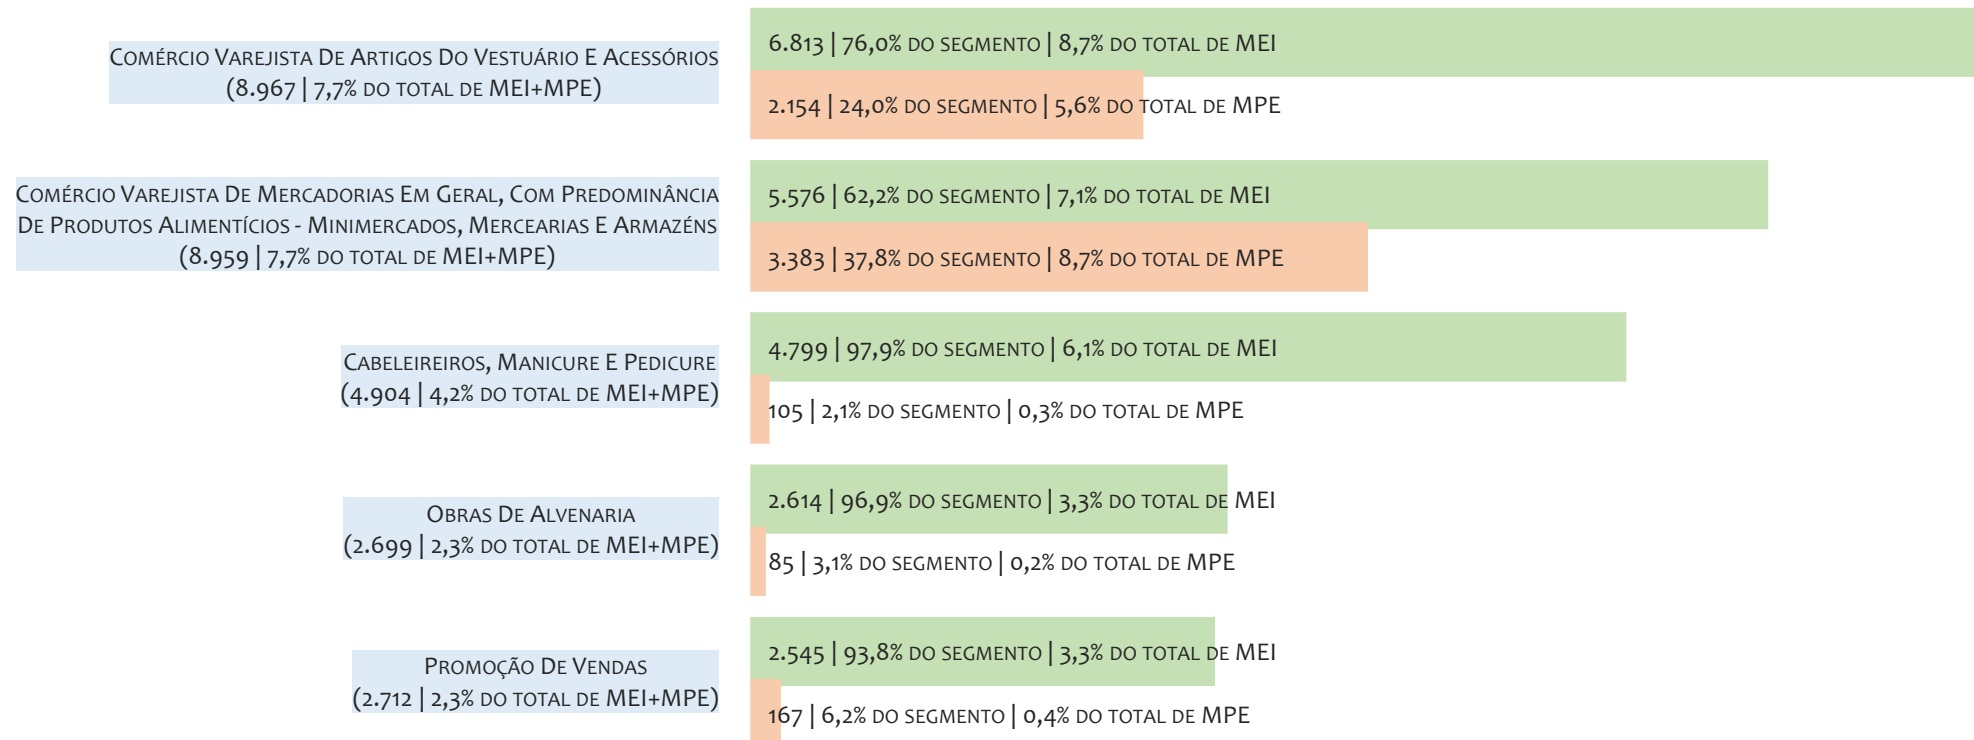 Comércio Varejista De Artigos Do Vestuário E Acessórios
(8.967 | 7,7% do total de MEI+MPE)
6.813 | 76,0% do segmento | 8,7% do total de MEI
2.154 | 24,0% do segmento | 5,6% do total de MPE
Comércio Varejista De Mercadorias Em Geral, Com Predominância
De Produtos Alimentícios - Minimercados, Mercearias E Armazéns
(8.959 | 7,7% do total de MEI+MPE)
5.576 | 62,2% do segmento | 7,1% do total de MEI
3.383 | 37,8% do segmento | 8,7% do total de MPE
Cabeleireiros, Manicure E Pedicure
(4.904 | 4,2% do total de MEI+MPE)
4.799 | 97,9% do segmento | 6,1% do total de MEI
105 | 2,1% do segmento | 0,3% do total de MPE
Obras De Alvenaria
(2.699 | 2,3% do total de MEI+MPE)
2.614 | 96,9% do segmento | 3,3% do total de MEI
85 | 3,1% do segmento | 0,2% do total de MPE
Promoção De Vendas
(2.712 | 2,3% do total de MEI+MPE)
2.545 | 93,8% do segmento | 3,3% do total de MEI
167 | 6,2% do segmento | 0,4% do total de MPE